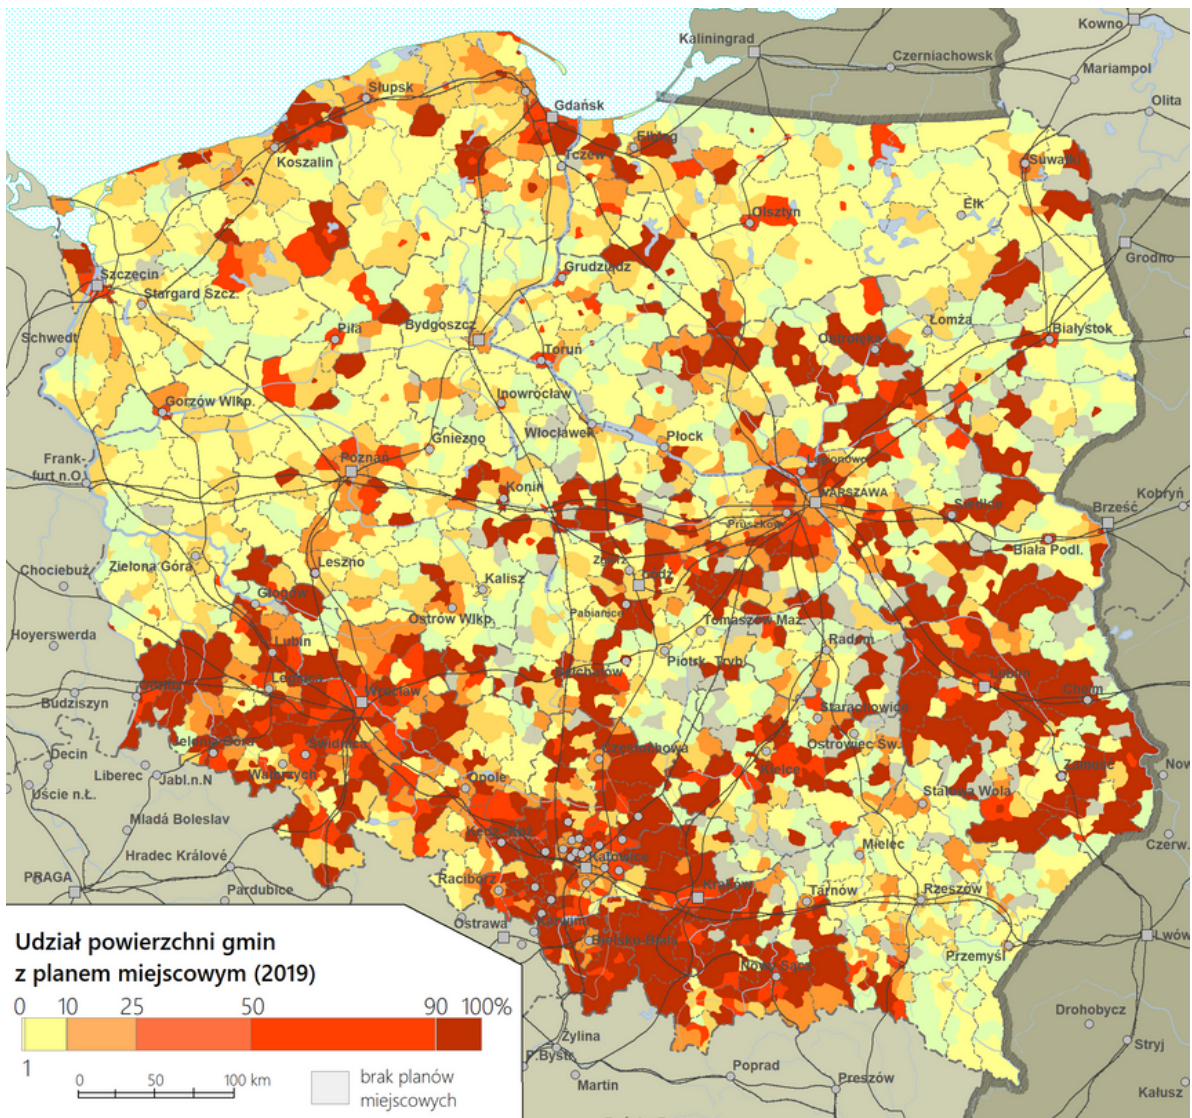 Kowno
Kaliningrad
Czerniachowsk
Mariampol
Olita
Słupsk
Gdańsk
Koszalin
Tczew
Elbląg
Suwałki
Ełk
Olsztyn
Grodno
Szczecin
Stargard Szcz.
Grudziądz
Schwedt
Piła
Bydgoszcz
Łomża
Ostrołęka
Białystok
Toruń
Gorzów Wlkp.
Inowrocław
Włocławek
Płock
Gniezno
Frank-
furt n.O.
Poznań
Legionowo
Konin
WARSZAWA
Kobryń
Pruszków
Siedlce
Brześć
Biała Podl.
Zielona Góra
Leszno
Zgierz
Łódź
Chociebuż
Kalisz
Głogów
Pabianice
Ostrów Wlkp.
Tomaszów Maz.
Radom
Hoyerswerda
Lubin
Piotrk. Tryb.
Bełchatów
Lublin
Legnica
Wrocław
Chełm
Budziszyn
Görlitz
Starachowice
Jelenia Góra
Świdnica
Częstochowa
Ostrowiec Św.
Decin
Liberec
Jabl.n.N
Wałbrzych
Opole
Kielce
Zamość
Now
Uście n.Ł.
Stalowa Wola
Mladá Boleslav
Kędz.-Koź.
Mielec
Czerw.
Hradec Králové
Katowice
PRAGA
Pardubice
Racibórz
Kraków
Tarnów
Rzeszów
Ostrawa
Karwina
Bielsko-Biała
Lwów
Przemyśl
Nowy Sącz
Udział powierzchni gmin
z planem miejscowym (2019)
0 10 25 50 90 100%
1
0 50 100 km
brak planów
miejscowych
Żylina
P.Bystr.
Martin
Poprad
Preszów
Drohobycz
Stryj
Kałusz